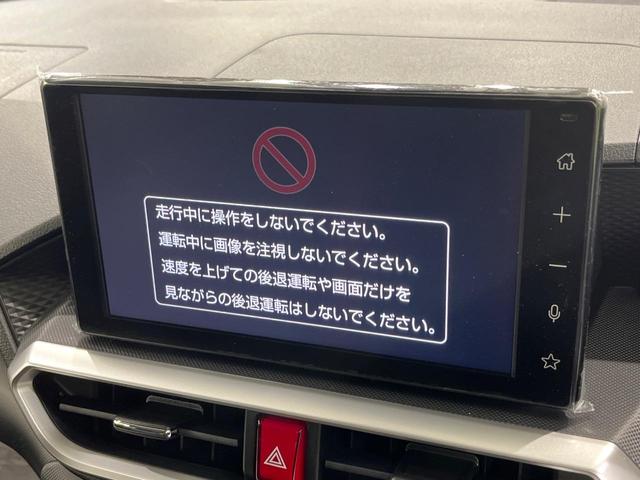 走行中に操作をしないでください。
運転中に画像を注視しないでください。
速度を上げての後退運転や画面だけを
見ながらの後退運転はしないでください。